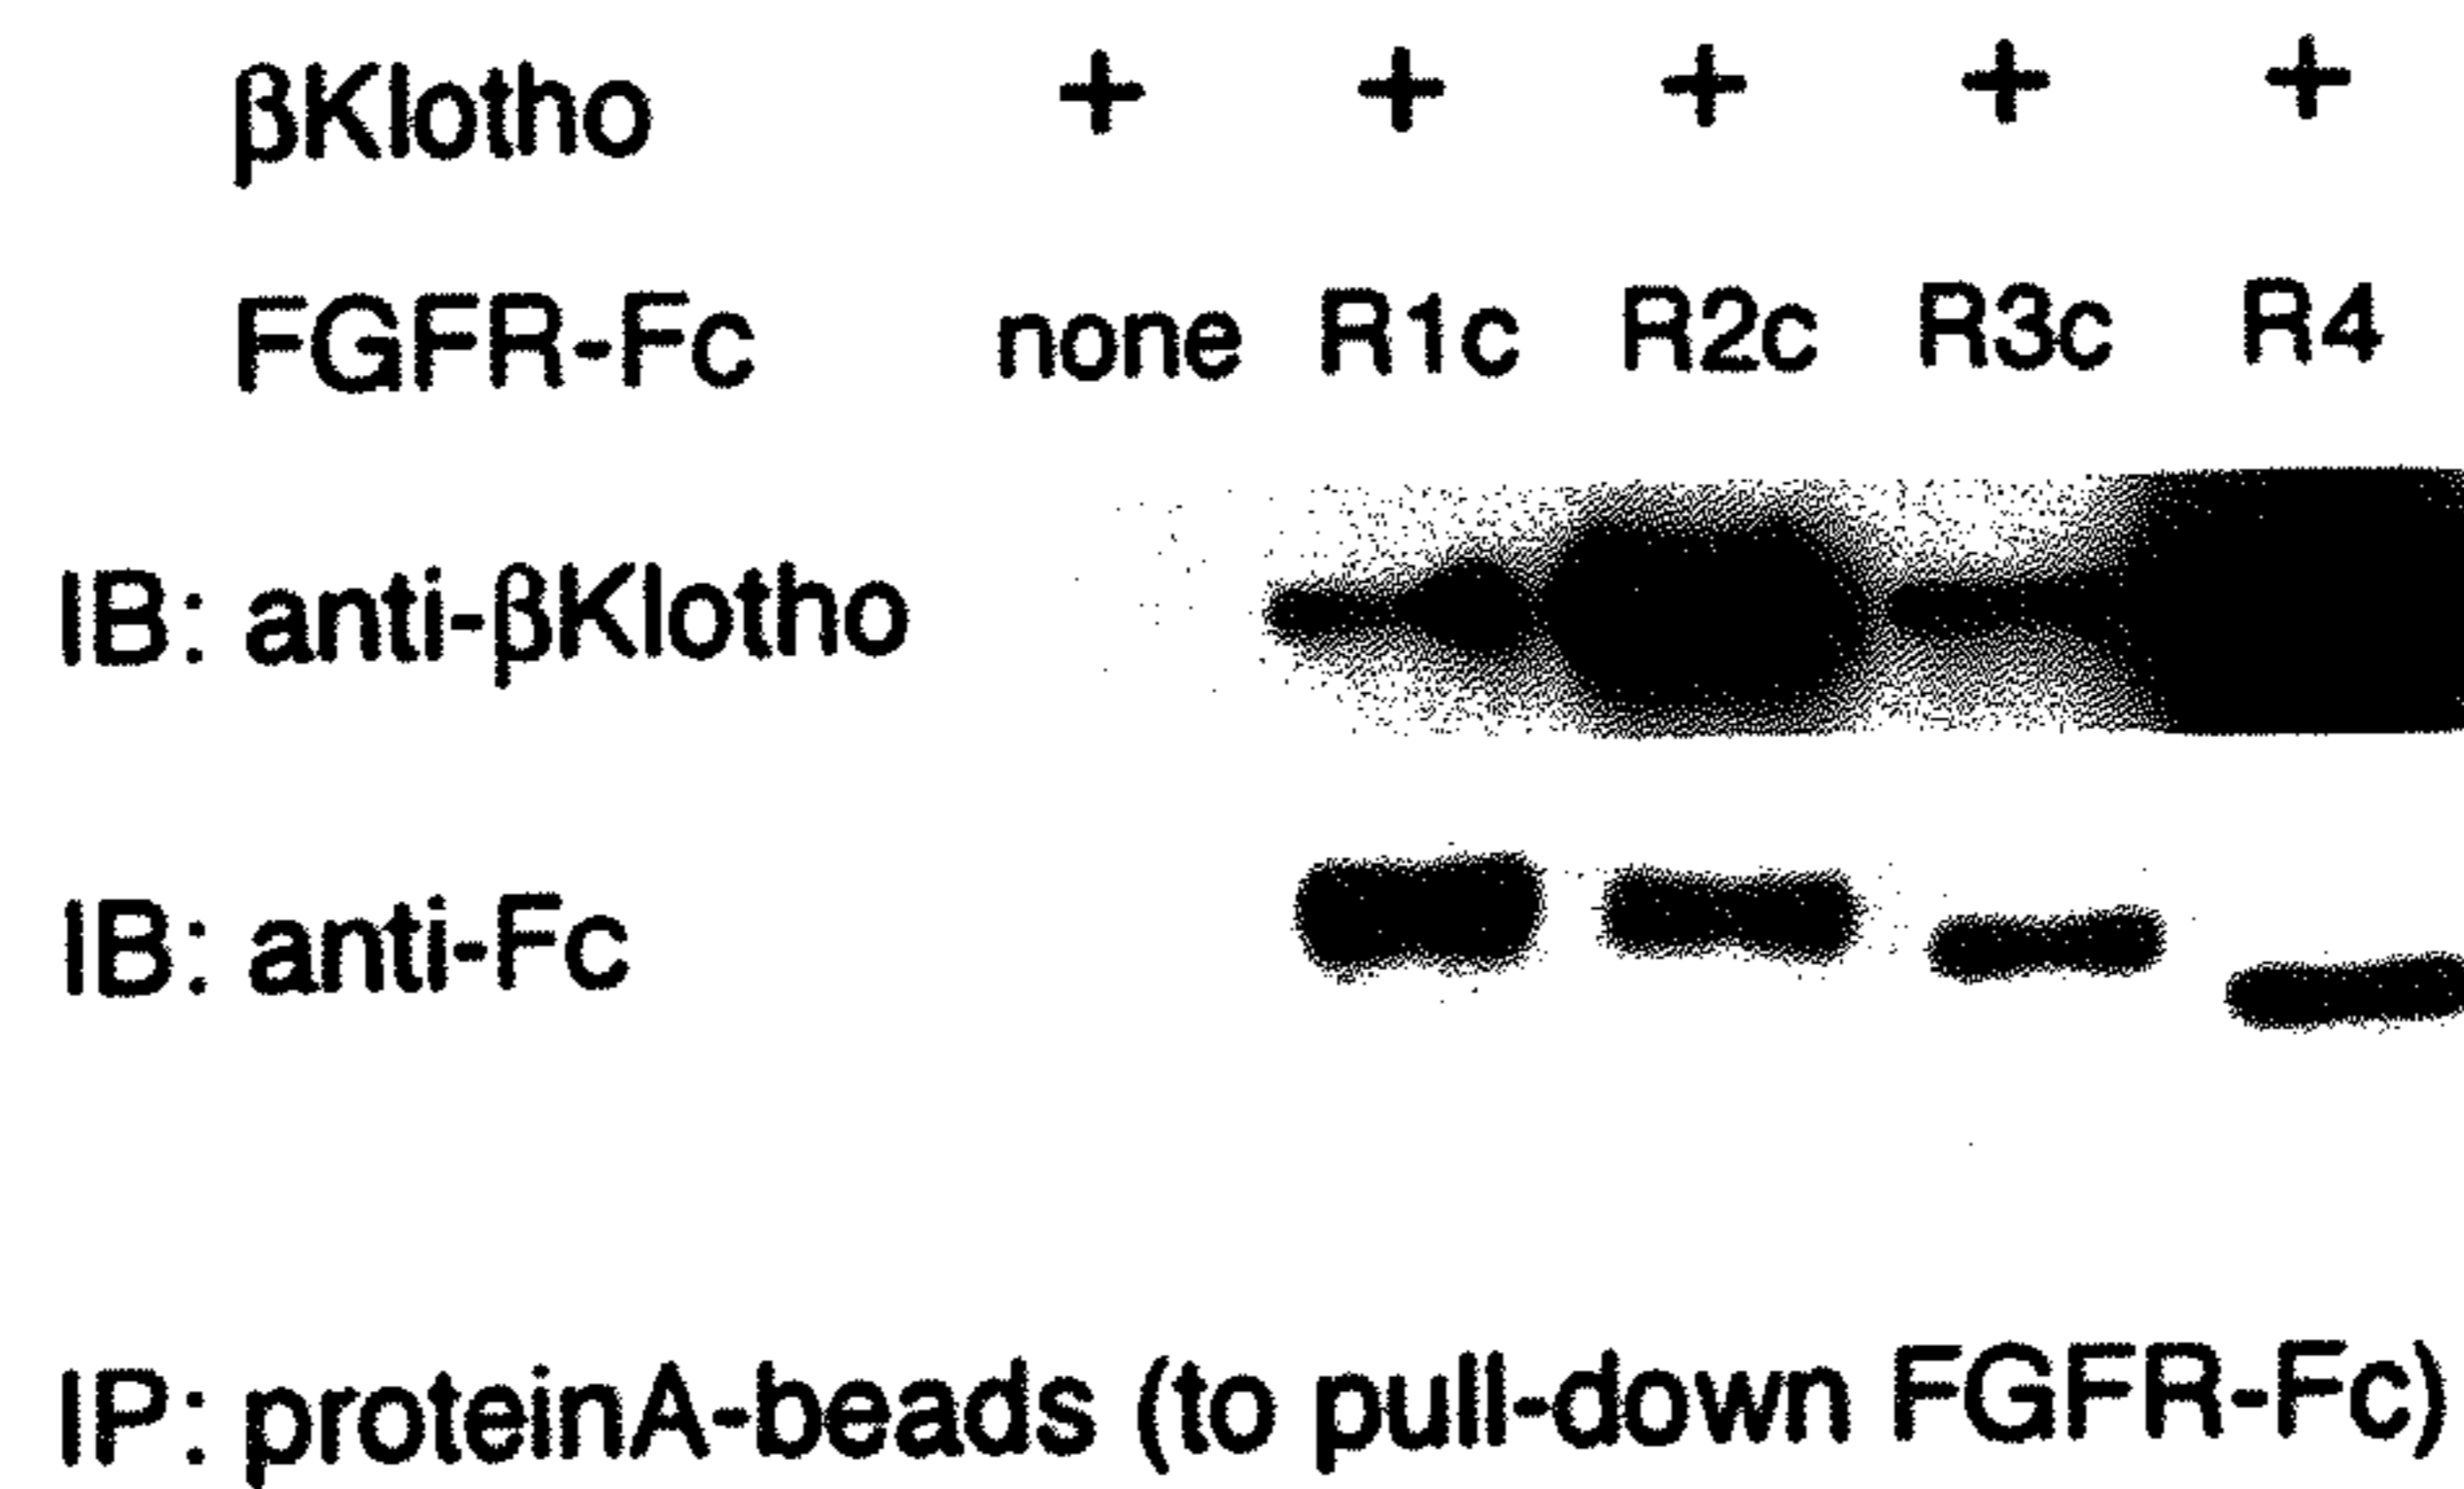 βKlotho + + + + +
FGFR-Fc none R1c R2c R3c R4
IB: anti-βKlotho
IB: anti-Fc
IP: proteinA-beads (to pull-down FGFR-Fc)